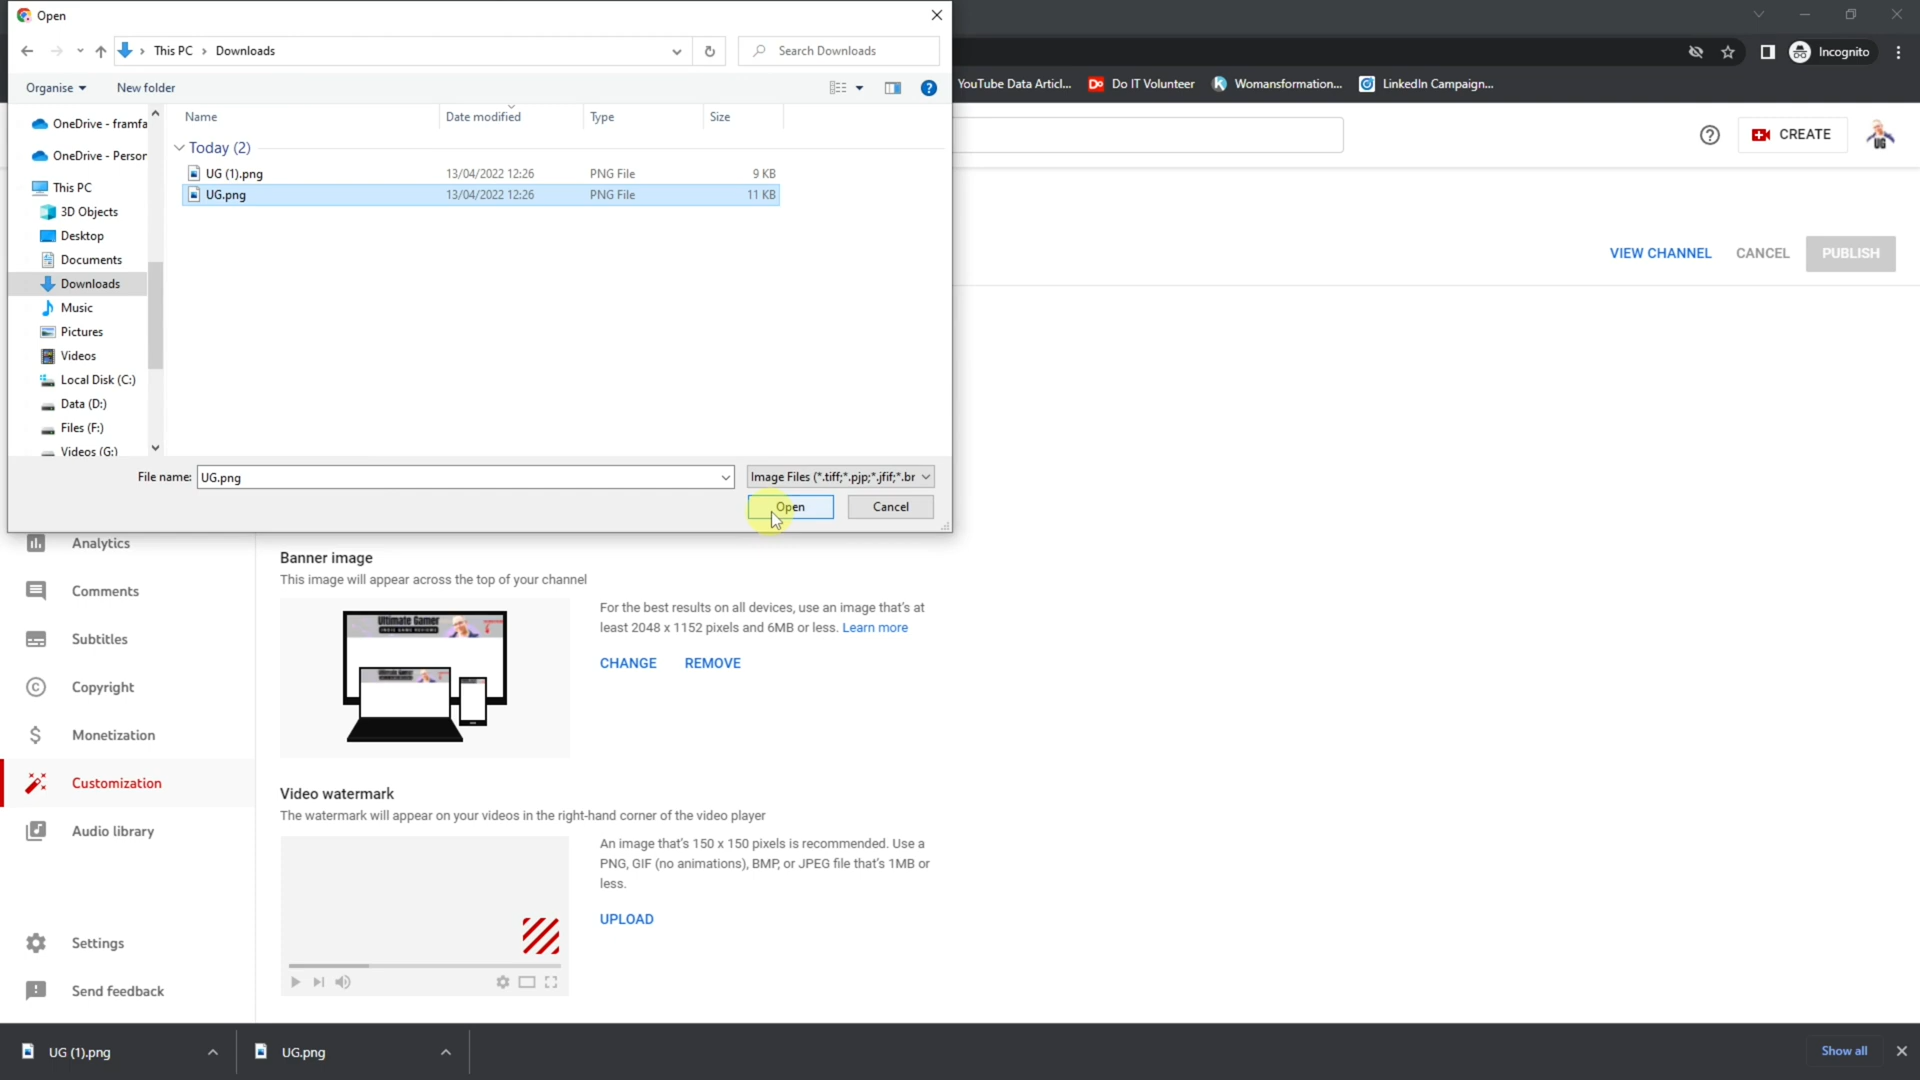 Open
This PC > Downloads
Search Downloads
Incognito
Organise
New folder
YouTube Data Articl...
Do IT Volunteer
Womansformation...
LinkedIn Campaign...
OneDrive - framfa
OneDrive - Person
This PC
3D Objects
Desktop
Documents
Downloads
Music
Pictures
Videos
Local Disk (C:)
Data (D:)
Files (F:)
Videos (G:)
Name
Date modified
Type
Size
Today (2)
UG (1).png 13/04/2022 12:26 PNG File 9 KB
UG.png 13/04/2022 12:26 PNG File 11 KB
File name: UG.png
Image Files (*.tiff;*.pjp;*.jfif;*.br
Open
Cancel
CREATE
UG
VIEW CHANNEL
CANCEL
PUBLISH
Analytics
Comments
Subtitles
Copyright
Monetization
Customization
Audio library
Settings
Send feedback
Banner image
This image will appear across the top of your channel
Ultimate Gamer
INDIE GAME REVIEWS
For the best results on all devices, use an image that's at
least 2048 x 1152 pixels and 6MB or less. Learn more
CHANGE
REMOVE
Video watermark
The watermark will appear on your videos in the right-hand corner of the video player
An image that's 150 x 150 pixels is recommended. Use a
PNG, GIF (no animations), BMP, or JPEG file that's 1MB or
less.
UPLOAD
UG (1).png
UG.png
Show all